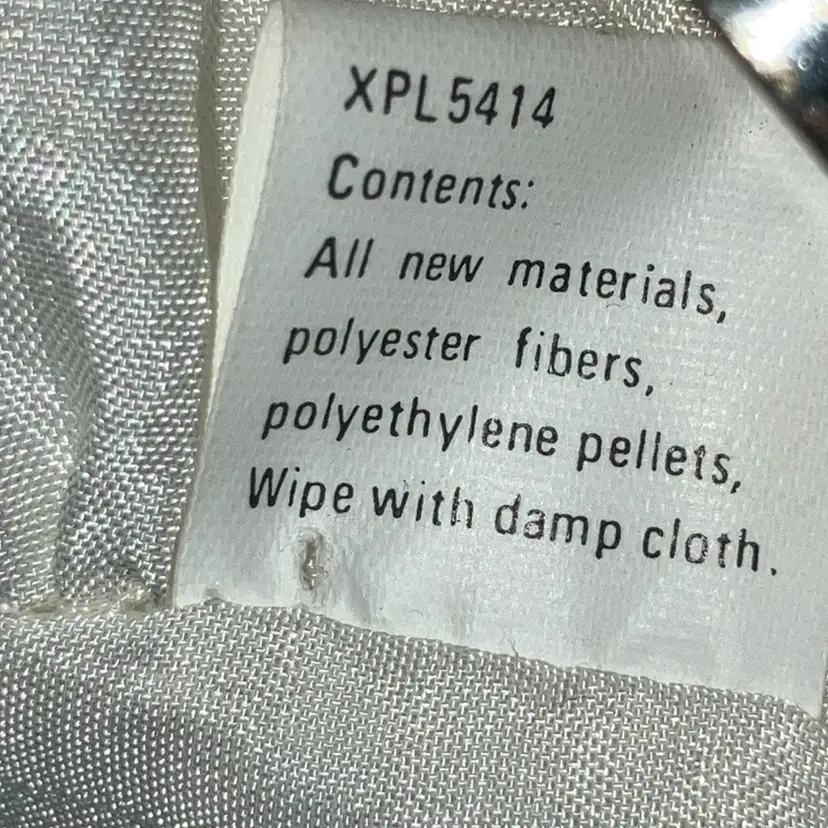 XPL5414
Contents:
All new materials,
polyester fibers,
polyethylene pellets,
Wipe with damp cloth.